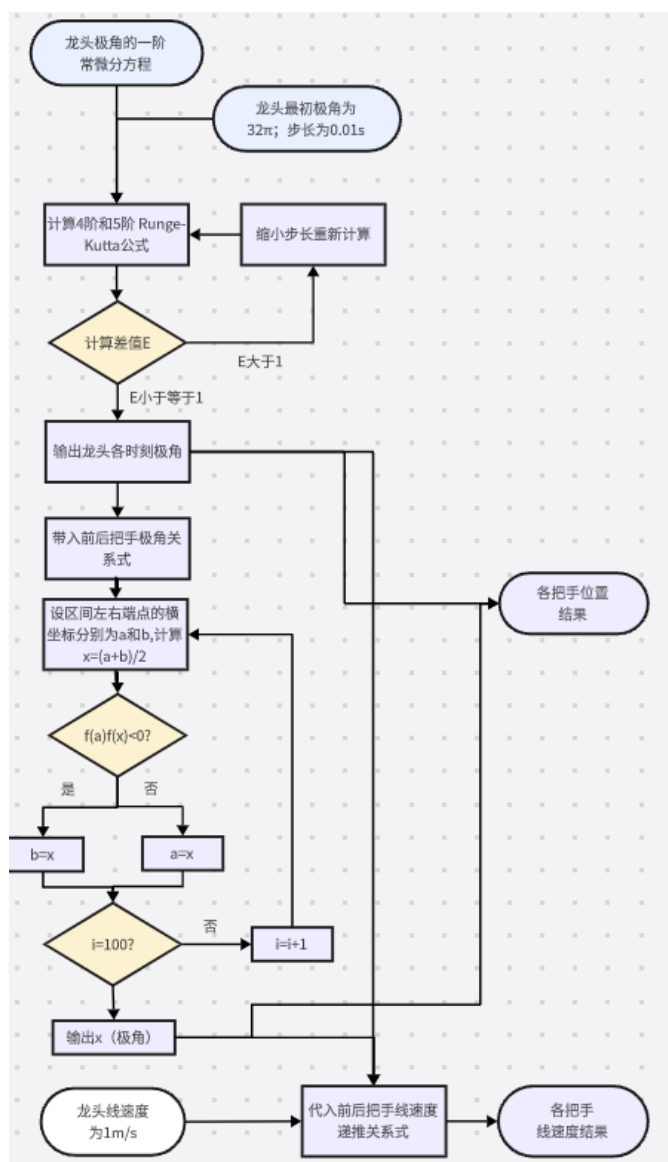 龙头极角的一阶
常微分方程
龙头最初极角为
32π；步长为0.01s
计算4阶和5阶 Runge-
Kutta公式
缩小步长重新计算
计算差值E
E大于1
E小于等于1
输出龙头各时刻极角
带入前后把手极角关
系式
各把手位置
结果
设区间左右端点的横
坐标分别为a和b,计算
x=(a+b)/2
f(a)f(x)<0?
是
否
b=x
a=x
i=100?
否
i=i+1
输出x（极角）
龙头线速度
为1m/s
代入前后把手线速度
递推关系式
各把手
线速度结果